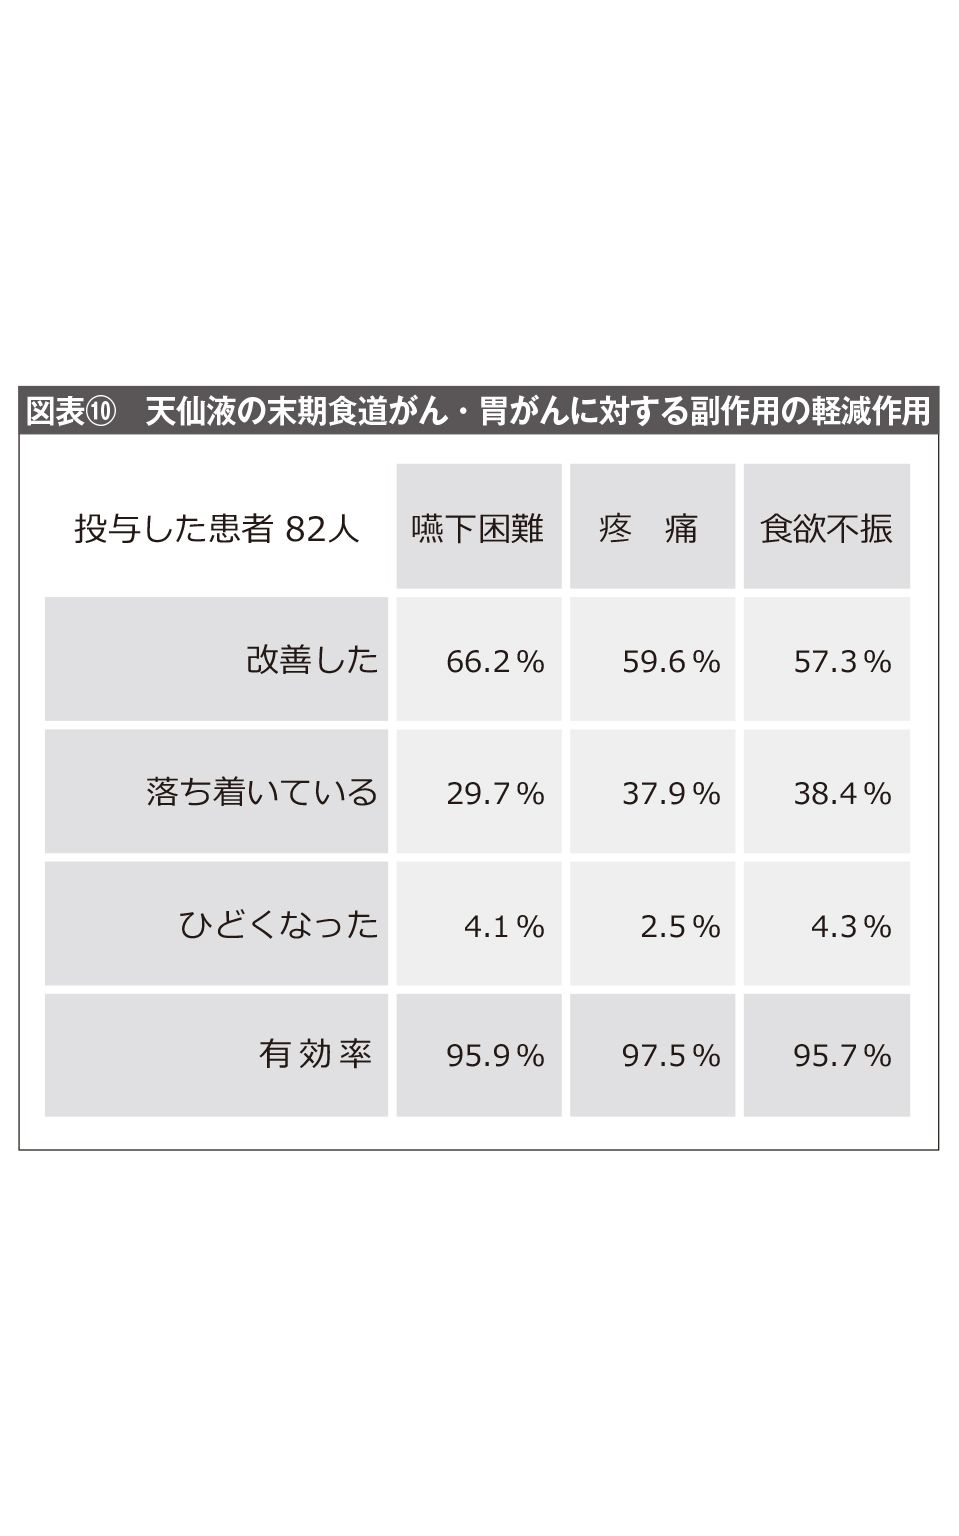 図表⑩　天仙液の末期食道がん・胃がんに対する副作用の軽減作用
投与した患者 82人 嚥下困難 疼　痛 食欲不振
改善した 66.2% 59.6% 57.3%
落ち着いている 29.7% 37.9% 38.4%
ひどくなった 4.1% 2.5% 4.3%
有効率 95.9% 97.5% 95.7%